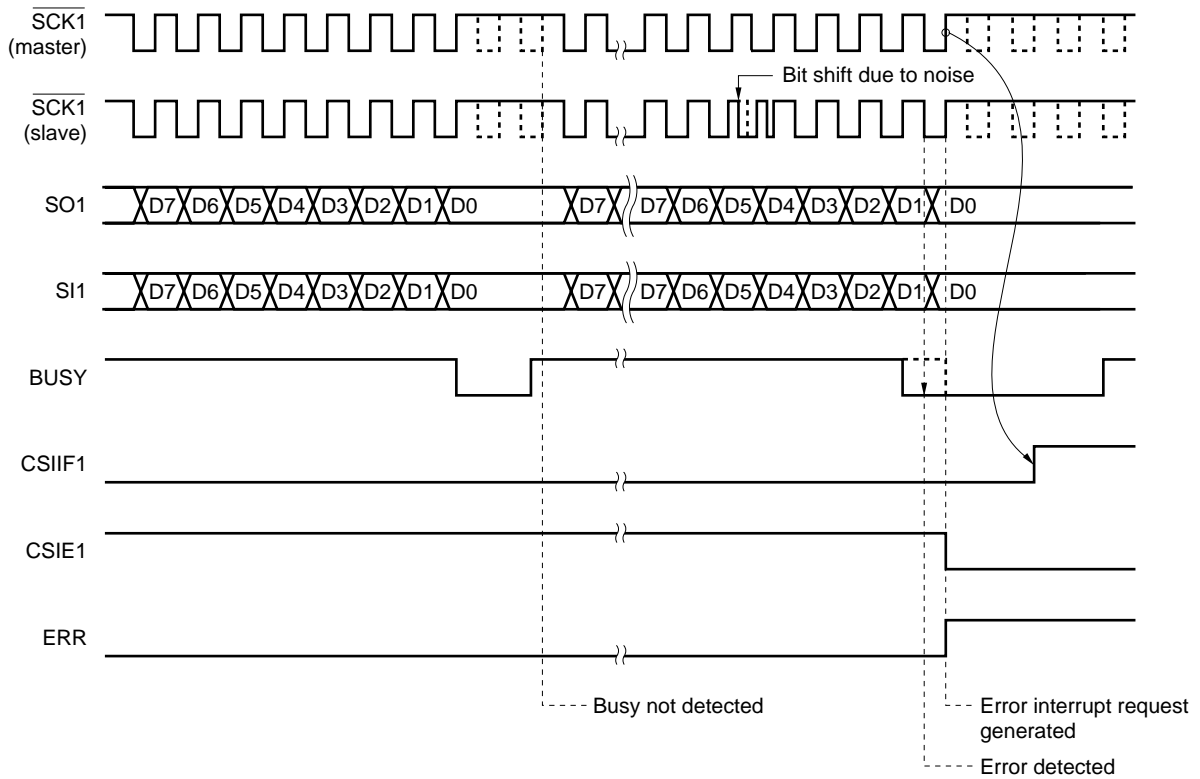 SCK1
(master)
Bit shift due to noise
SCK1
(slave)
SO1 D7 D6 D5 D4 D3 D2 D1 D0 D7 D7 D6 D5 D4 D3 D2 D1 D0
SI1 D7 D6 D5 D4 D3 D2 D1 D0 D7 D7 D6 D5 D4 D3 D2 D1 D0
BUSY
CSIIF1
CSIE1
ERR
Busy not detected
Error interrupt request
generated
Error detected